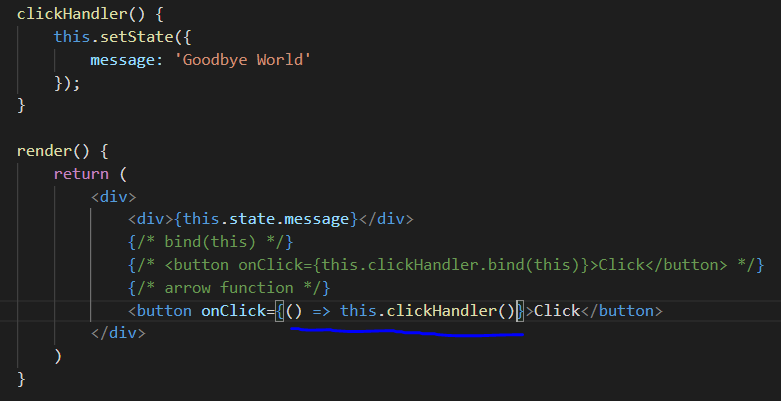 clickHandler() {
this.setState({
message: 'Goodbye World'
});
}
render() {
return (
<div>
<div>{this.state.message}</div>
{/* bind(this) */}
{/* <button onClick={this.clickHandler.bind(this)}>Click</button> */}
{/* arrow function */}
<button onClick={() => this.clickHandler()}>Click</button>
</div>
)
}